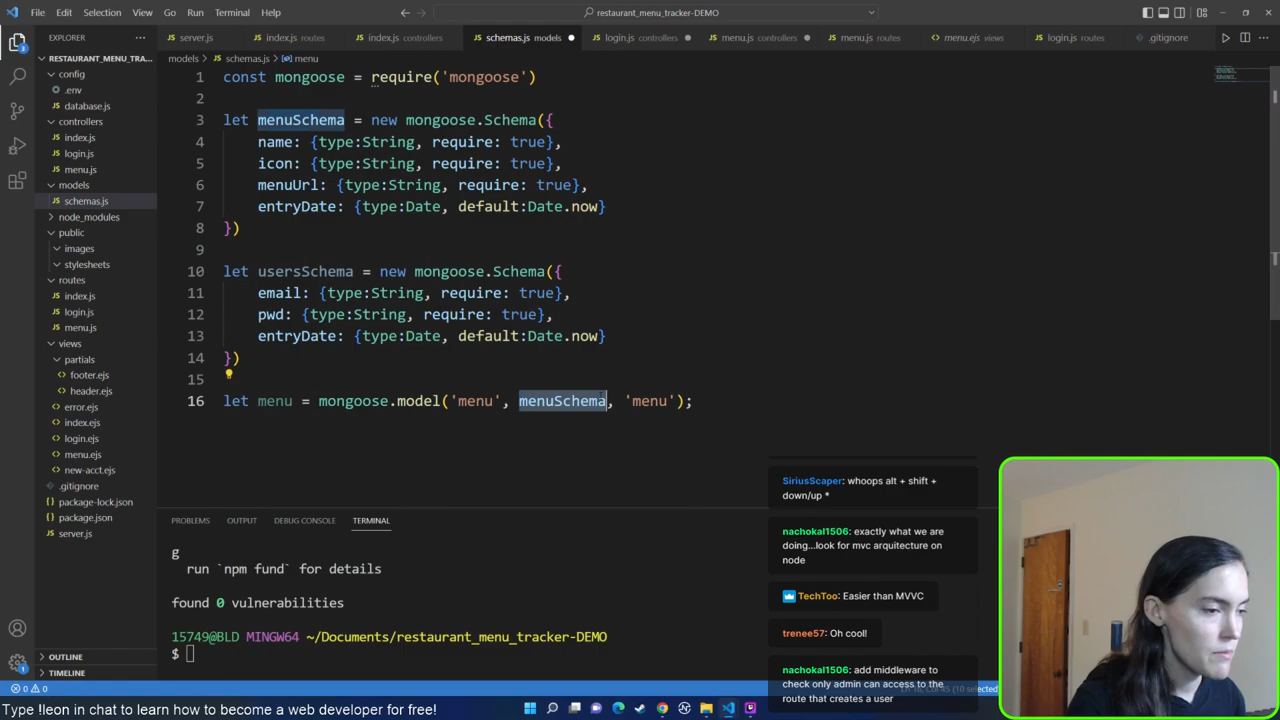 File Edit Selection View Go Run Terminal Help
restaurant_menu_tracker-DEMO
EXPLORER
server.js
index.js routes
index.js controllers
schemas.js models
login.js controllers
menu.js controllers
menu.js routes
menu.ejs views
login.js routes
.gitignore
RESTAURANT_MENU_TRA...
config
.env
database.js
controllers
index.js
login.js
menu.js
models
schemas.js
node_modules
public
images
stylesheets
routes
index.js
login.js
menu.js
views
partials
footer.ejs
header.ejs
error.ejs
index.ejs
login.ejs
menu.ejs
new-acct.ejs
.gitignore
package-lock.json
package.json
server.js
OUTLINE
TIMELINE
models > schemas.js > menu
1 const mongoose = require('mongoose')
2
3 let menuSchema = new mongoose.Schema({
4 name: {type:String, require: true},
5 icon: {type:String, require: true},
6 menuUrl: {type:String, require: true},
7 entryDate: {type:Date, default:Date.now}
8 })
9
10 let usersSchema = new mongoose.Schema({
11 email: {type:String, require: true},
12 pwd: {type:String, require: true},
13 entryDate: {type:Date, default:Date.now}
14 })
15
16 let menu = mongoose.model('menu', menuSchema, 'menu');
PROBLEMS OUTPUT DEBUG CONSOLE TERMINAL
g
run `npm fund` for details
found 0 vulnerabilities
15749@BLD MINGW64 ~/Documents/restaurant_menu_tracker-DEMO
$
SiriusScaper: whoops alt + shift +
down/up *
nachokal1506: exactly what we are
doing...look for mvc arquitecture on
node
TechToo: Easier than MVVC
trenee57: Oh cool!
nachokal1506: add middleware to
check only admin can access to the
route that creates a user
0 0
Type !leon in chat to learn how to become a web developer for free!